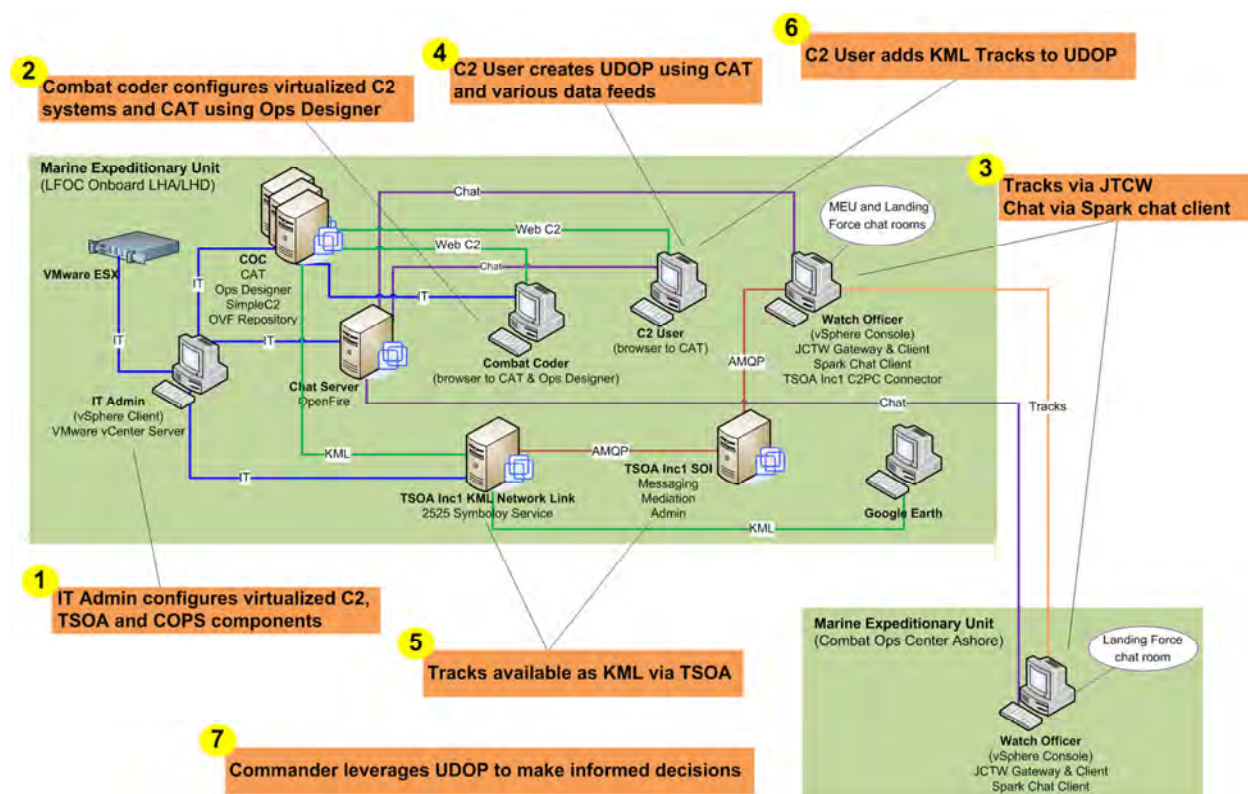 6
4
C2 User adds KML Tracks to UDOP
2
C2 User creates UDOP using CAT
and various data feeds
Combat coder configures virtualized C2
systems and CAT using Ops Designer
3
Tracks via JTCW
Chat via Spark chat client
Marine Expeditionary Unit
(LFOC Onboard LHA/LHD)
Chat
MEU and Landing
Force chat rooms
Web C2
Web C2
VMware ESX
COC
CAT
Ops Designer
SimpleC2
OVF Repository
IT
Chat
IT
IT
IT
C2 User
(browser to CAT)
Watch Officer
(vSphere Console)
JCTW Gateway & Client
Spark Chat Client
TSOA Inc1 C2PC Connector
Combat Coder
(browser to CAT & Ops Designer)
AMQP
Chat Server
OpenFire
IT Admin
(vSphere Client)
VMware vCenter Server
Chat
Tracks
KML
AMQP
IT
TSOA Inc1 KML Network Link
2525 Symboloy Service
TSOA Inc1 SOI
Messaging
Mediation
Admin
Google Earth
KML
1
IT Admin configures virtualized C2,
TSOA and COPS components
5
Tracks available as KML via TSOA
Marine Expeditionary Unit
(Combat Ops Center Ashore)
Landing Force
chat room
7
Commander leverages UDOP to make informed decisions
Watch Officer
(vSphere Console)
JCTW Gateway & Client
Spark Chat Client